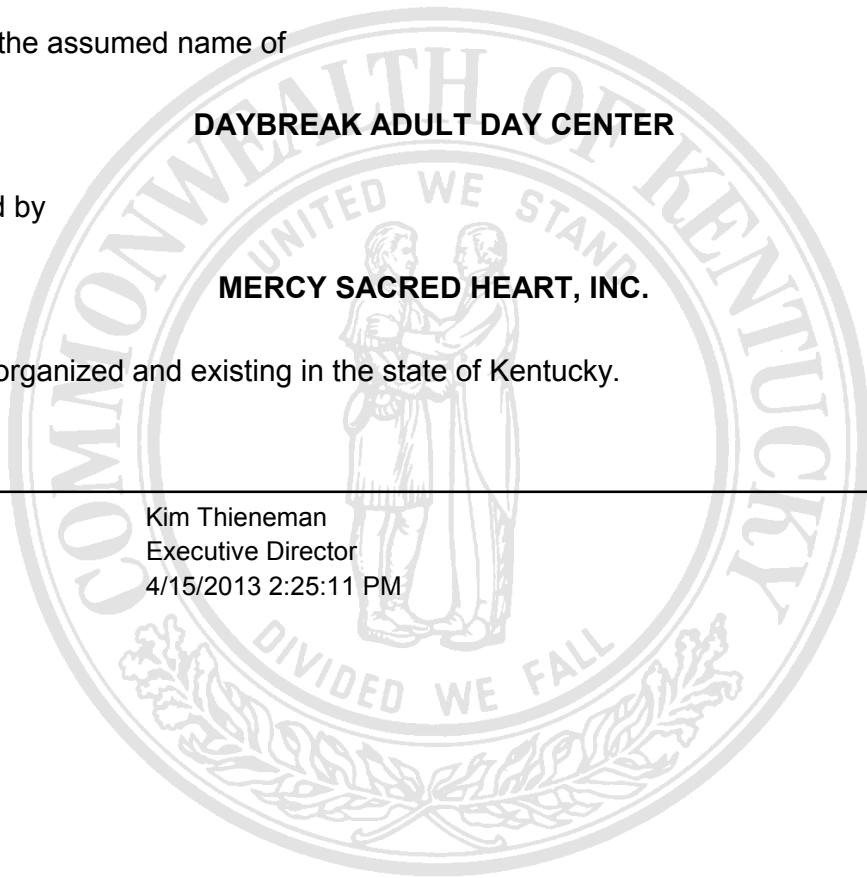 the assumed name of
DAYBREAK ADULT DAY CENTER
d by
MERCY SACRED HEART, INC.
organized and existing in the state of Kentucky.
Kim Thieneman
Executive Director
4/15/2013 2:25:11 PM
COMMONWEALTH OF KENTUCKY
UNITED WE STAND
DIVIDED WE FALL